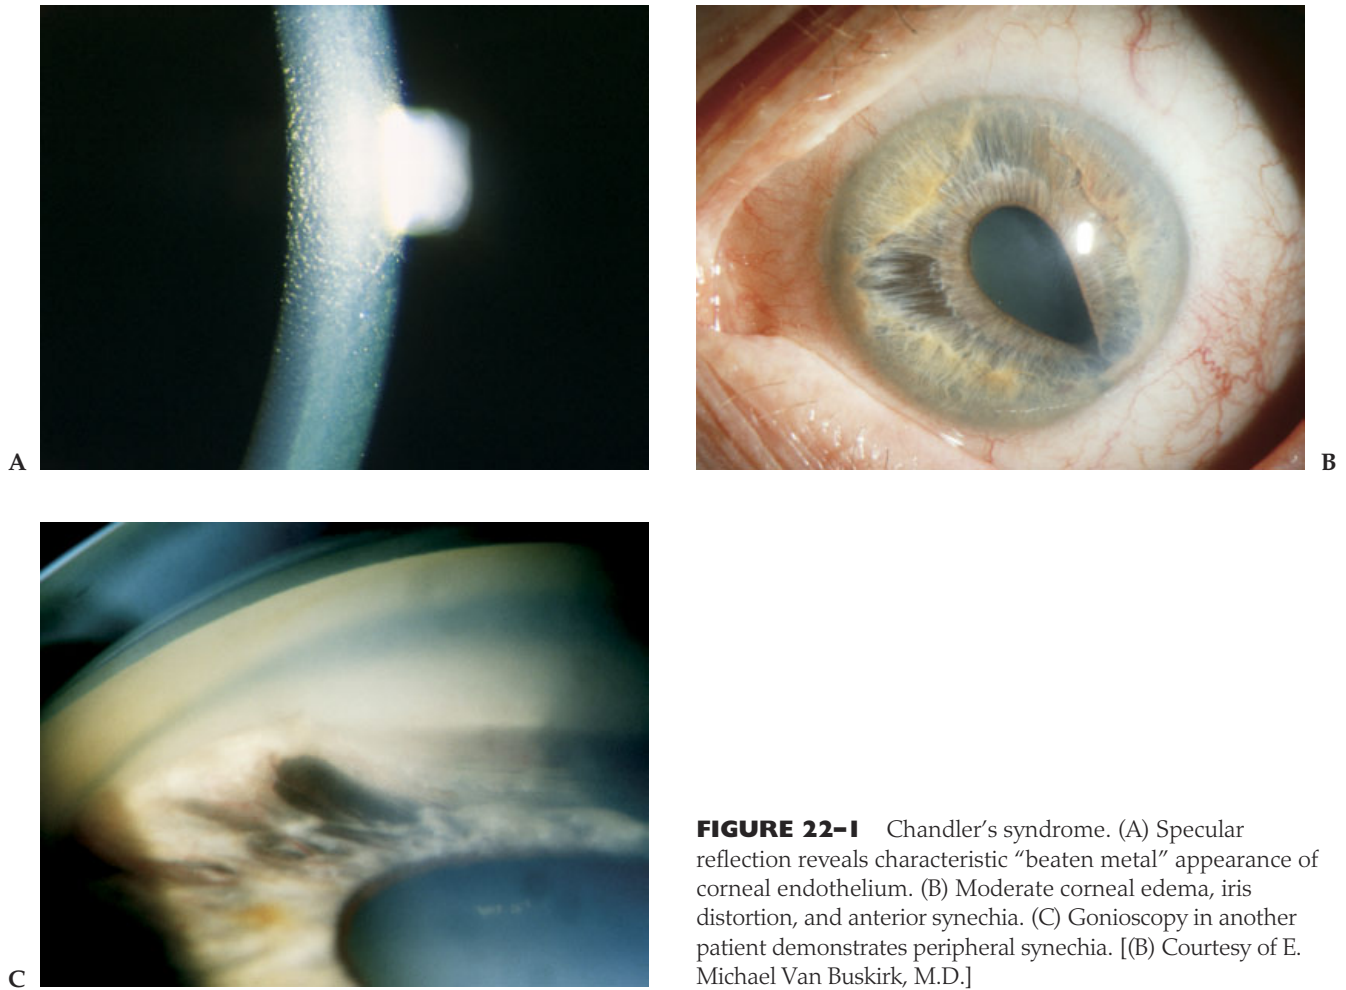 A
B
C
FIGURE 22–1 Chandler’s syndrome. (A) Specular
reflection reveals characteristic “beaten metal” appearance of
corneal endothelium. (B) Moderate corneal edema, iris
distortion, and anterior synechia. (C) Gonioscopy in another
patient demonstrates peripheral synechia. [(B) Courtesy of E.
Michael Van Buskirk, M.D.]